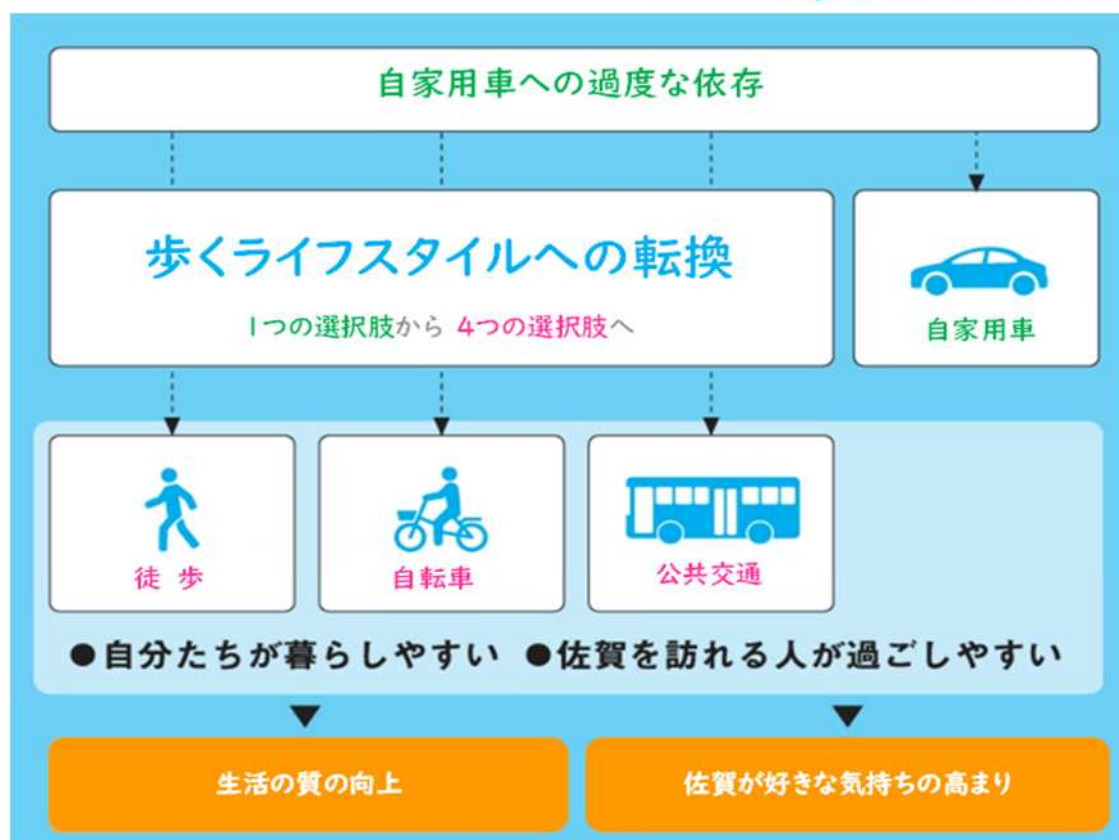 自家用車への過度な依存
歩くライフスタイルへの転換
1つの選択肢から 4つの選択肢へ
自家用車
徒 歩
自転車
公共交通
●自分たちが暮らしやすい ●佐賀を訪れる人が過ごしやすい
生活の質の向上
佐賀が好きな気持ちの高まり